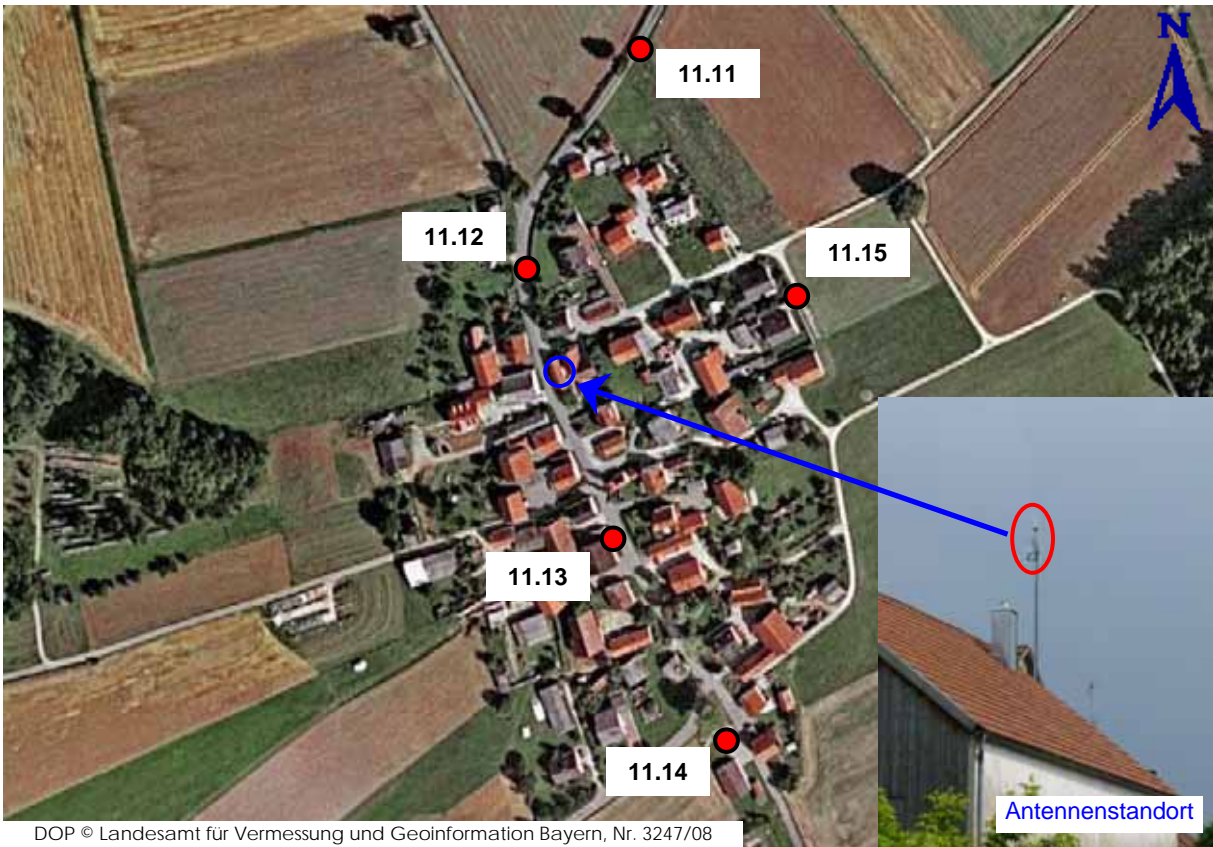 N
11.11
11.12
11.15
11.13
11.14
Antennenstandort
DOP © Landesamt für Vermessung und Geoinformation Bayern, Nr. 3247/08